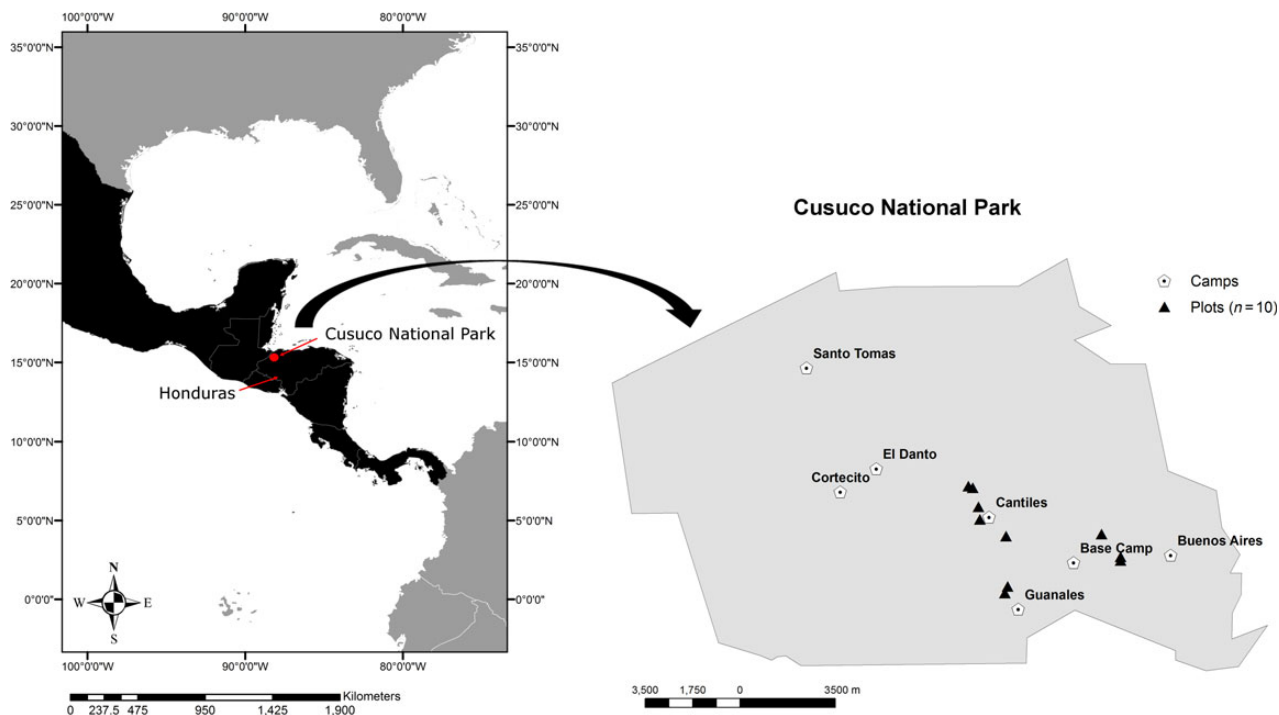 100°0'0"W 90°0'0"W 80°0'0"W
35°0'0"N 35°0'0"N
30°0'0"N 30°0'0"N
25°0'0"N 25°0'0"N
20°0'0"N 20°0'0"N
15°0'0"N 15°0'0"N
10°0'0"N 10°0'0"N
5°0'0"N 5°0'0"N
0°0'0" 0°0'0"
Cusuco National Park
Honduras
N
W E
S
100°0'0"W 90°0'0"W 80°0'0"W
Kilometers
0 237.5 475 950 1,425 1,900
Cusuco National Park
Camps
Plots (n = 10)
Santo Tomas
El Danto
Cortecito
Cantiles
Buenos Aires
Base Camp
Guanales
3,500 1,750 0 3500 m